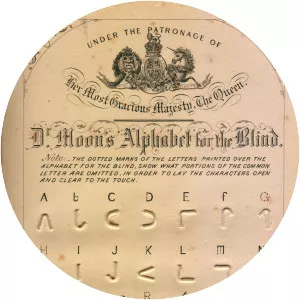 UNDER THE PATRONAGE OF
Her Most Gracious Majesty The Queen.
Dr. Moon's Alphabet for the Blind.
Note:_ THE DOTTED MARKS OF THE LETTERS PRINTED OVER THE
ALPHABET FOR THE BLIND, SHOW WHAT PORTIONS OF THE COMMON
LETTER ARE OMITTED, IN ORDER TO LAY THE CHARACTERS OPEN
AND CLEAR TO THE TOUCH.
A b C D E f G
H I J K L M N